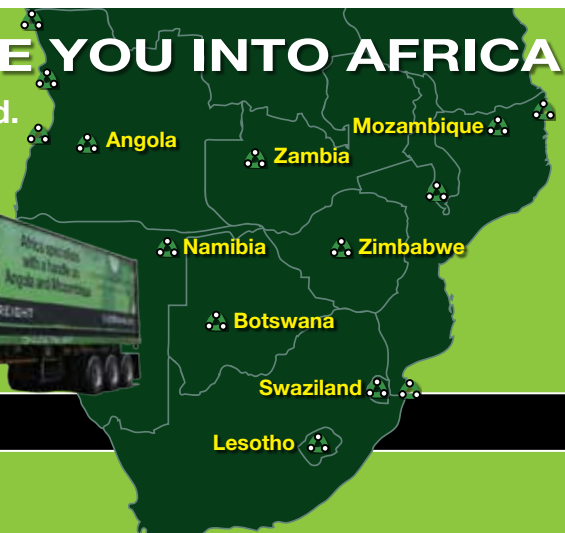 E YOU INTO AFRICA
d.
Mozambique
Angola
Zambia
Namibia
Zimbabwe
Africa specialists
with a handle on
Angola and Mozambique
REIGHT
Botswana
Swaziland
Lesotho